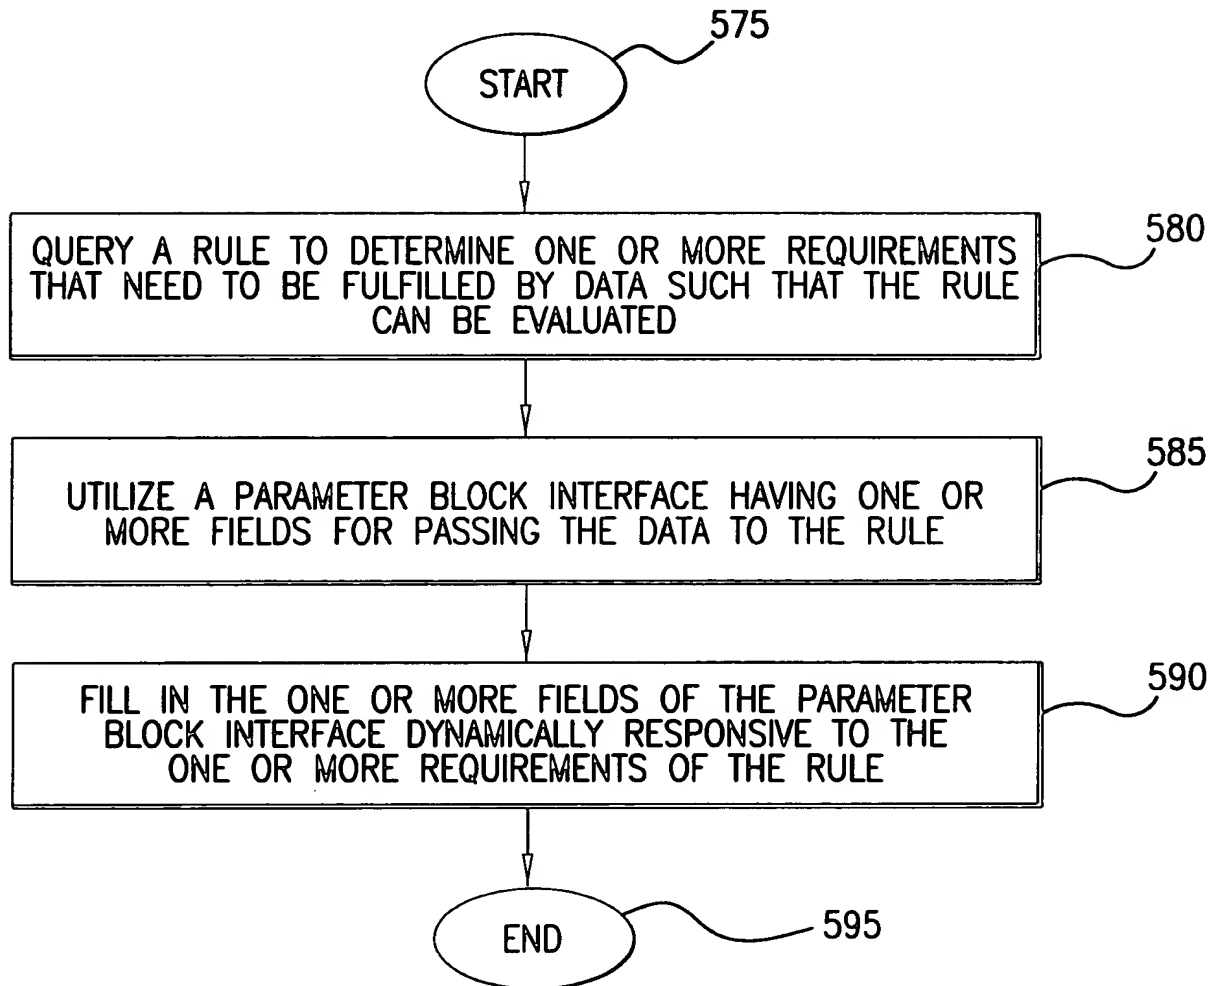 575
START
580
QUERY A RULE TO DETERMINE ONE OR MORE REQUIREMENTS
THAT NEED TO BE FULFILLED BY DATA SUCH THAT THE RULE
CAN BE EVALUATED
585
UTILIZE A PARAMETER BLOCK INTERFACE HAVING ONE OR
MORE FIELDS FOR PASSING THE DATA TO THE RULE
590
FILL IN THE ONE OR MORE FIELDS OF THE PARAMETER
BLOCK INTERFACE DYNAMICALLY RESPONSIVE TO THE
ONE OR MORE REQUIREMENTS OF THE RULE
END
595